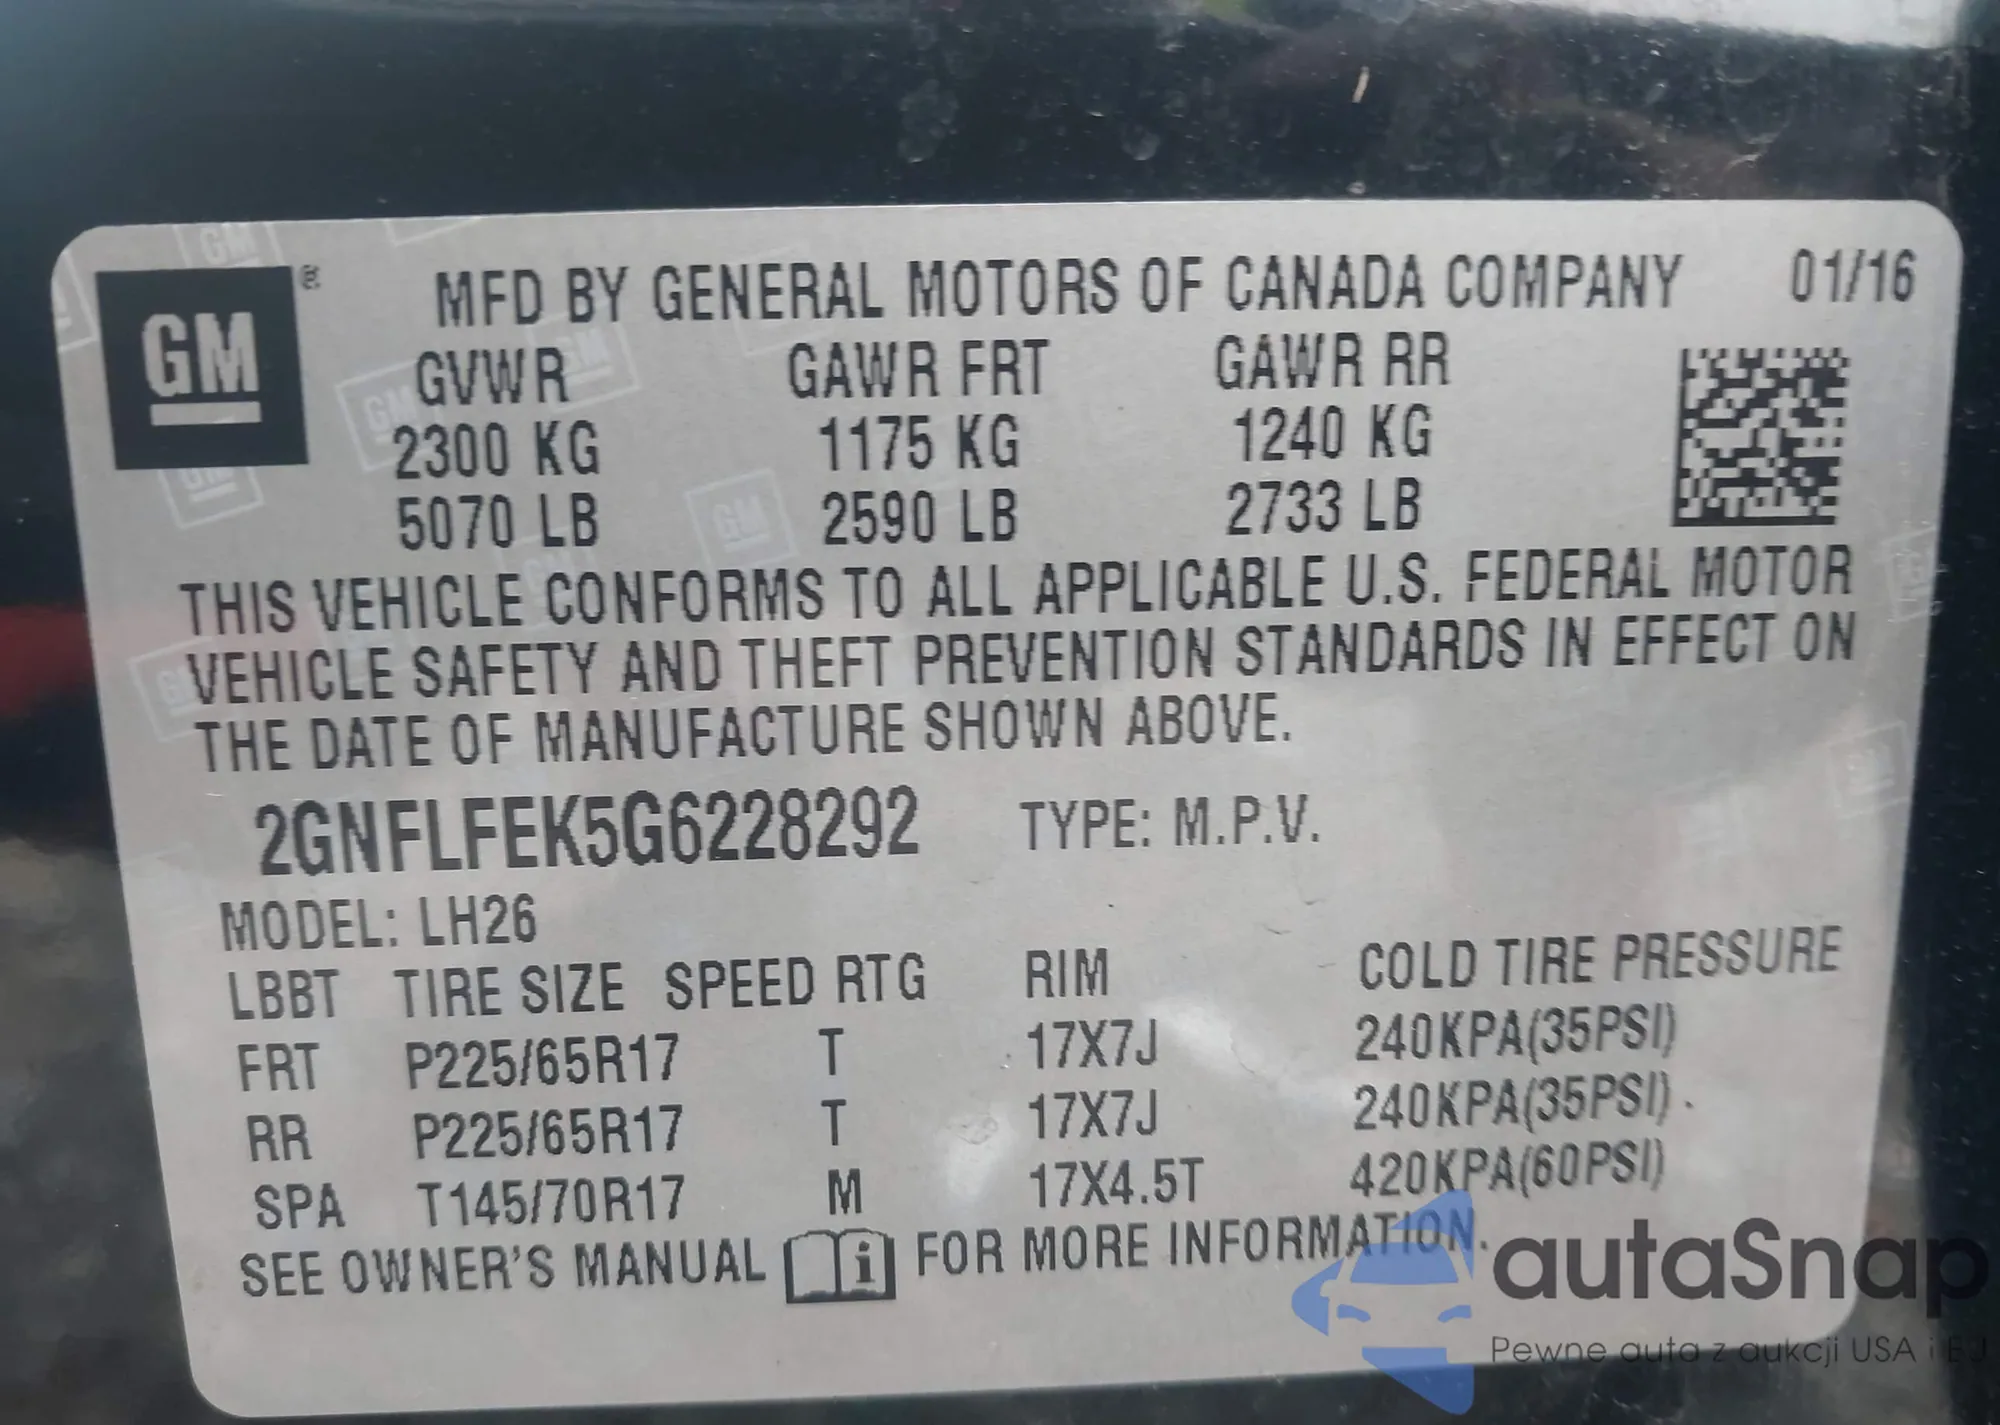 GM
®
MFD BY GENERAL MOTORS OF CANADA COMPANY 01/16
GVWR GAWR FRT GAWR RR
2300 KG 1175 KG 1240 KG
5070 LB 2590 LB 2733 LB
THIS VEHICLE CONFORMS TO ALL APPLICABLE U.S. FEDERAL MOTOR
VEHICLE SAFETY AND THEFT PREVENTION STANDARDS IN EFFECT ON
THE DATE OF MANUFACTURE SHOWN ABOVE.
2GNFLFEK5G6228292 TYPE: M.P.V.
MODEL: LH26
LBBT TIRE SIZE SPEED RTG RIM COLD TIRE PRESSURE
FRT P225/65R17 T 17X7J 240KPA(35PSI)
RR P225/65R17 T 17X7J 240KPA(35PSI)
SPA T145/70R17 M 17X4.5T 420KPA(60PSI)
SEE OWNER'S MANUAL i FOR MORE INFORMATION.
autaSnap
Pewne auta z aukcji USA i EU